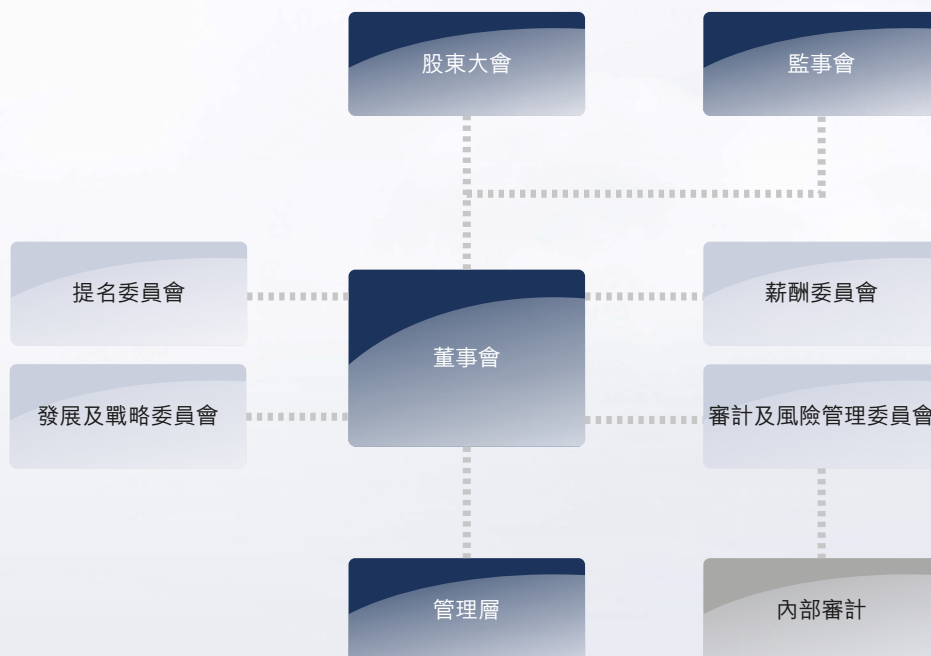 股東大會
監事會
提名委員會
薪酬委員會
董事會
發展及戰略委員會
審計及風險管理委員會
管理層
內部審計